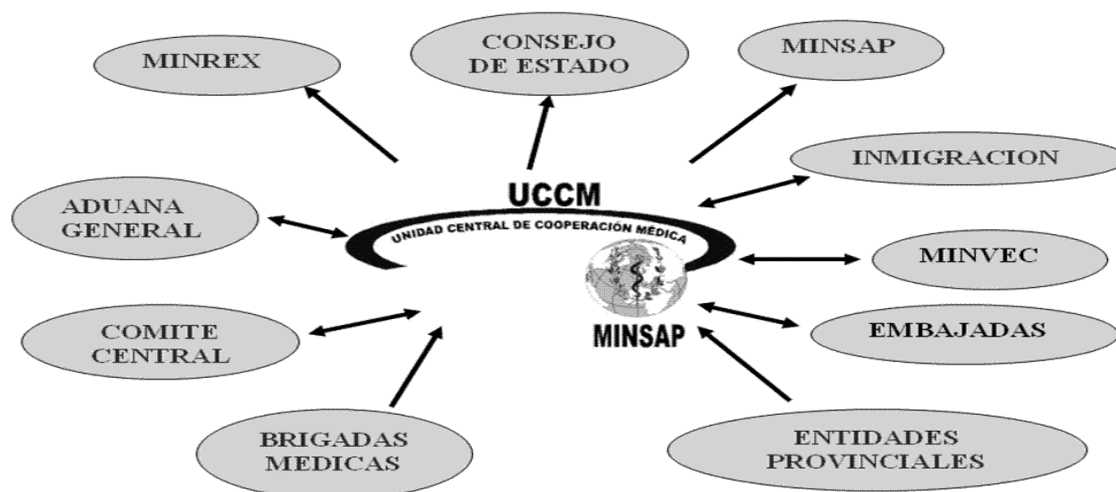 CONSEJO
DE ESTADO
MINREX
MINSAP
INMIGRACION
UCCM
UNIDAD CENTRAL DE COOPERACIÓN MÉDICA
ADUANA
GENERAL
MINVEC
MINSAP
COMITE
CENTRAL
EMBAJADAS
BRIGADAS
MEDICAS
ENTIDADES
PROVINCIALES